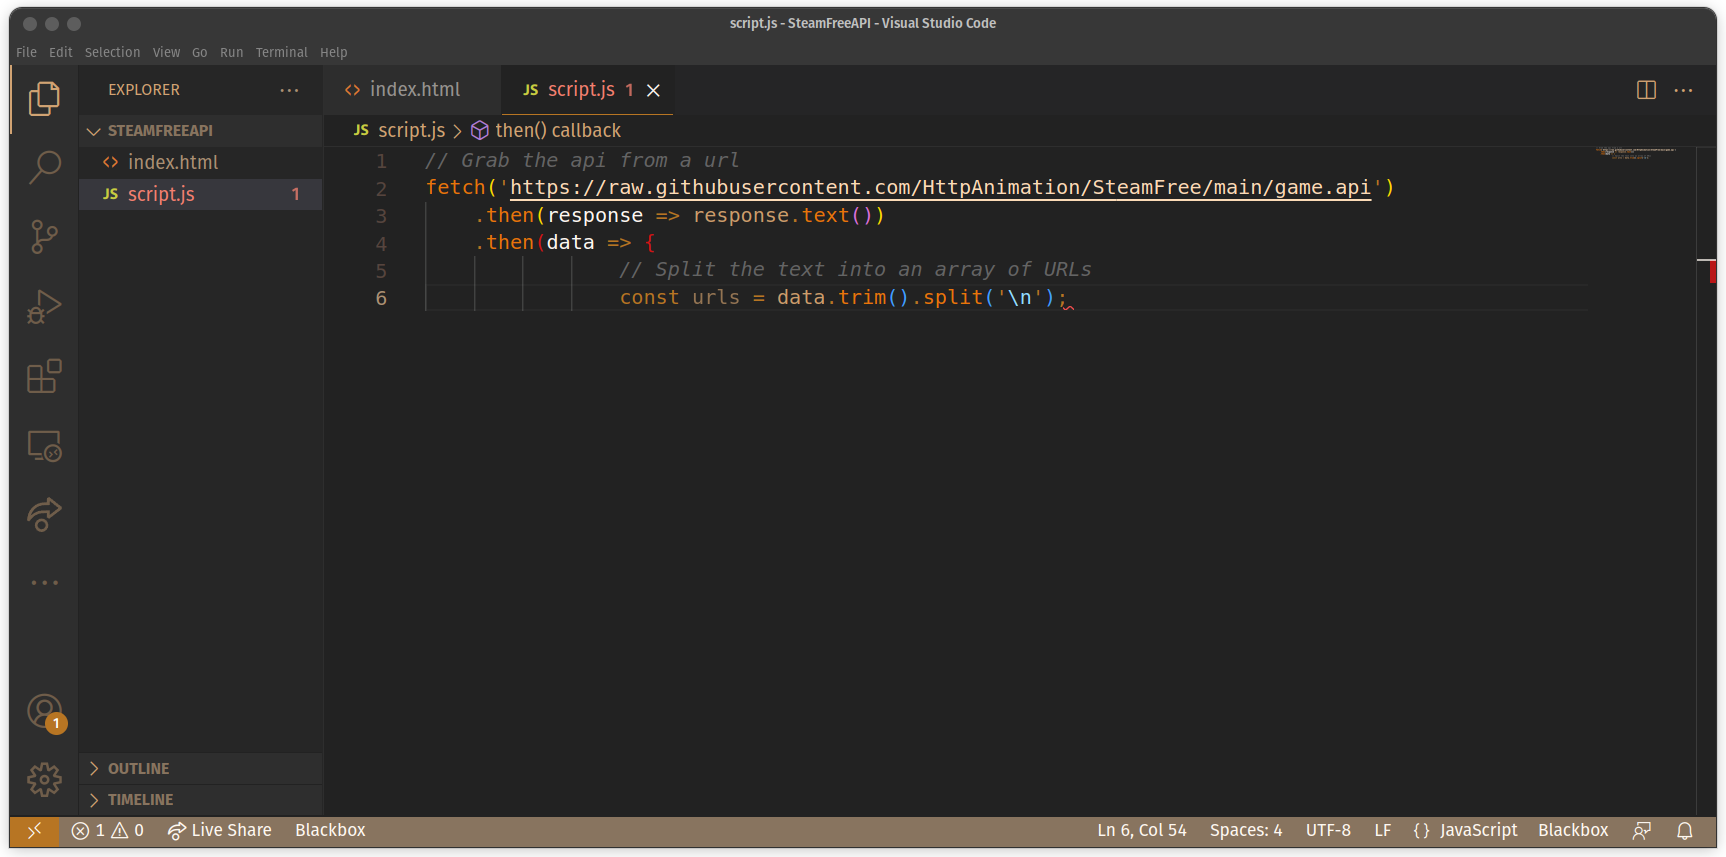 script.js - SteamFreeAPI - Visual Studio Code
File Edit Selection View Go Run Terminal Help
EXPLORER
STEAMFREEAPI
index.html
JS script.js 1
OUTLINE
TIMELINE
index.html JS script.js 1
JS script.js > then() callback
1 // Grab the api from a url
2 fetch('https://raw.githubusercontent.com/HttpAnimation/SteamFree/main/game.api')
3 .then(response => response.text())
4 .then(data => {
5 // Split the text into an array of URLs
6 const urls = data.trim().split('\n');
1
1 0 Live Share Blackbox Ln 6, Col 54 Spaces: 4 UTF-8 LF {} JavaScript Blackbox